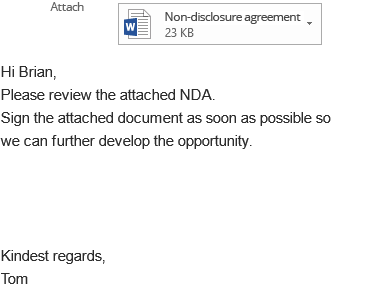 Attach
Non-disclosure agreement
23 KB
Hi Brian,
Please review the attached NDA.
Sign the attached document as soon as possible so
we can further develop the opportunity.
Kindest regards,
Tom